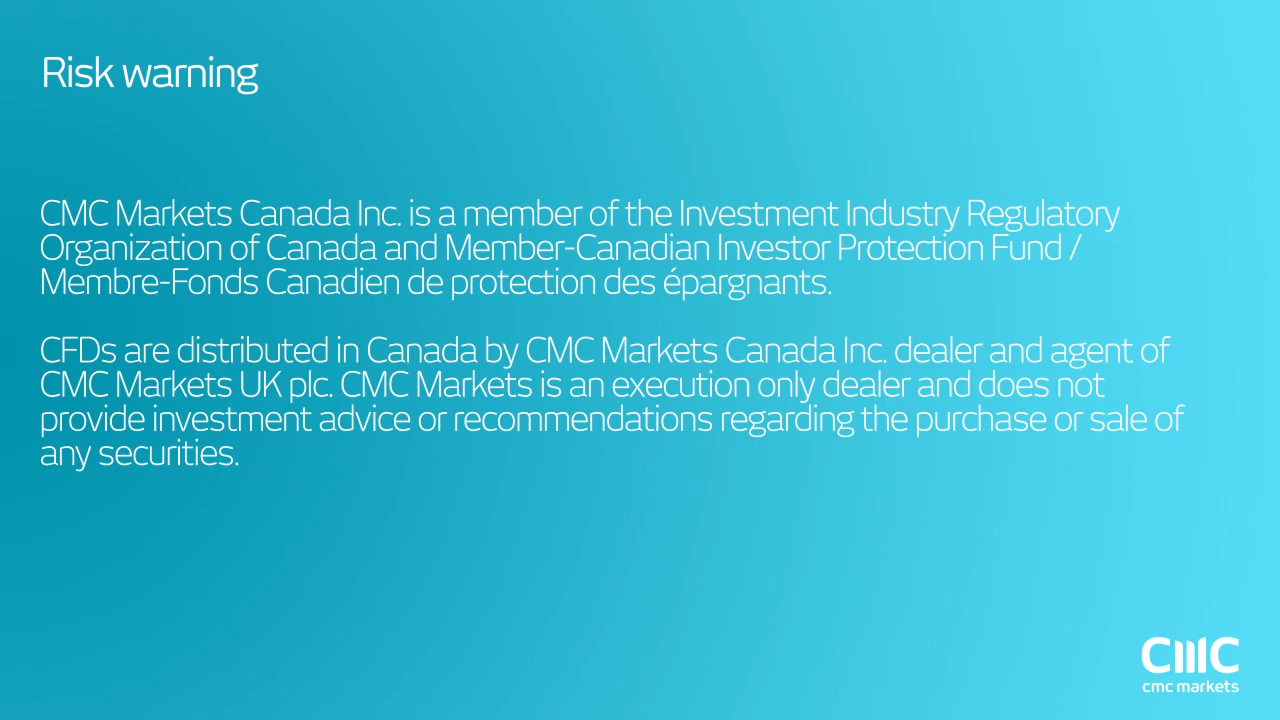 Risk warning
CMC Markets Canada Inc. is a member of the Investment Industry Regulatory
Organization of Canada and Member-Canadian Investor Protection Fund /
Membre-Fonds Canadien de protection des épargnants.
CFDs are distributed in Canada by CMC Markets Canada Inc. dealer and agent of
CMC Markets UK plc. CMC Markets is an execution only dealer and does not
provide investment advice or recommendations regarding the purchase or sale of
any securities.
CMC
cmc markets